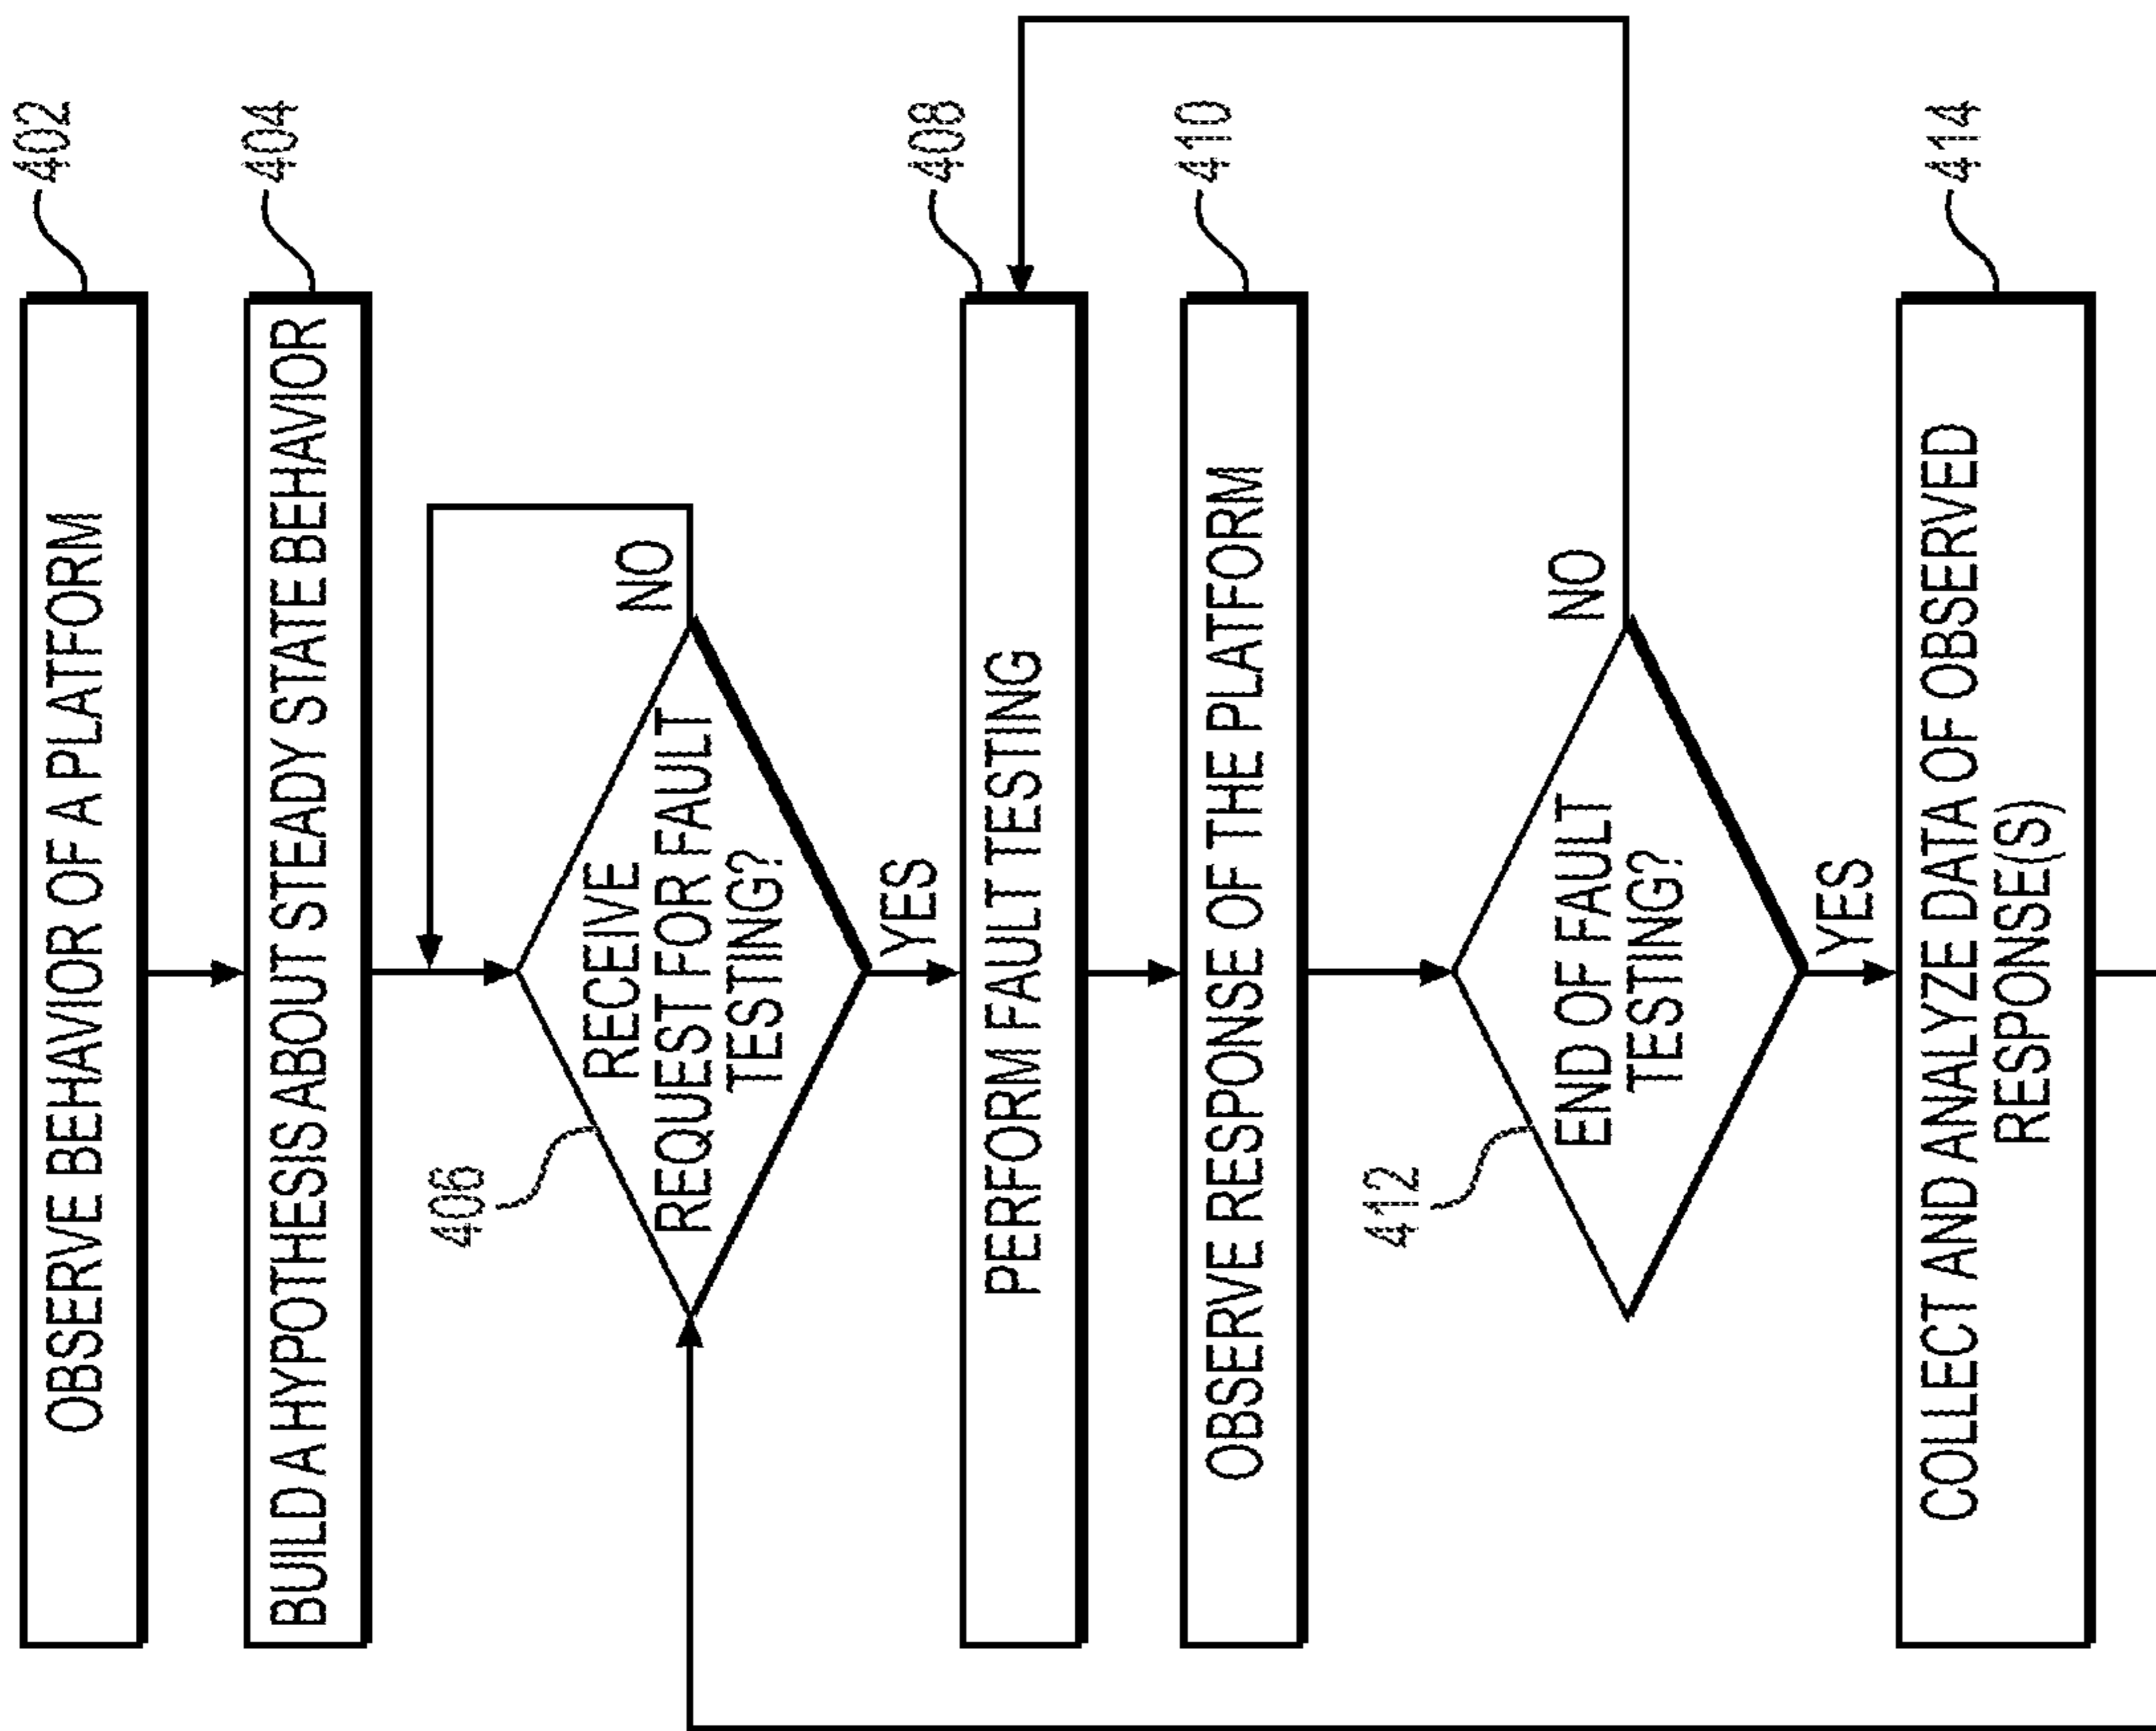 402
OBSERVE BEHAVIOR OF A PLATFORM
404
BUILD A HYPOTHESIS ABOUT STEADY STATE BEHAVIOR
406
RECEIVE
REQUEST FOR FAULT
TESTING?
NO
YES
408
PERFORM FAULT TESTING
410
OBSERVE RESPONSE OF THE PLATFORM
412
END OF FAULT
TESTING?
NO
YES
414
COLLECT AND ANALYZE DATA OF OBSERVED
RESPONSE(S)